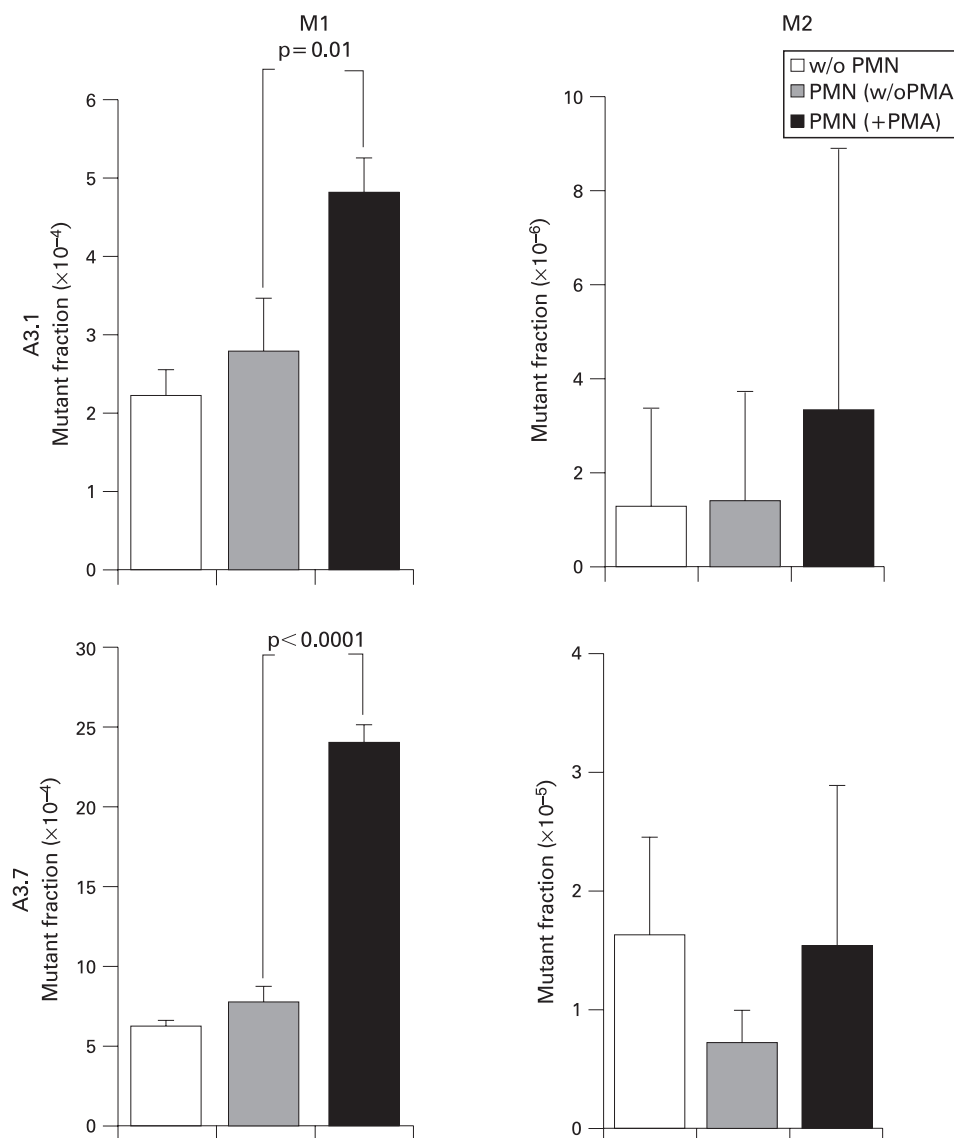 M1
p=0.01
6
5
4
3
2
1
0
A3.1
Mutant fraction (×10–4)
M2
w/o PMN
PMN (w/oPMA
PMN (+PMA)
10
8
6
4
2
0
Mutant fraction (×10–6)
p<0.0001
30
25
20
15
10
5
0
A3.7
Mutant fraction (×10–4)
4
3
2
1
0
Mutant fraction (×10–5)